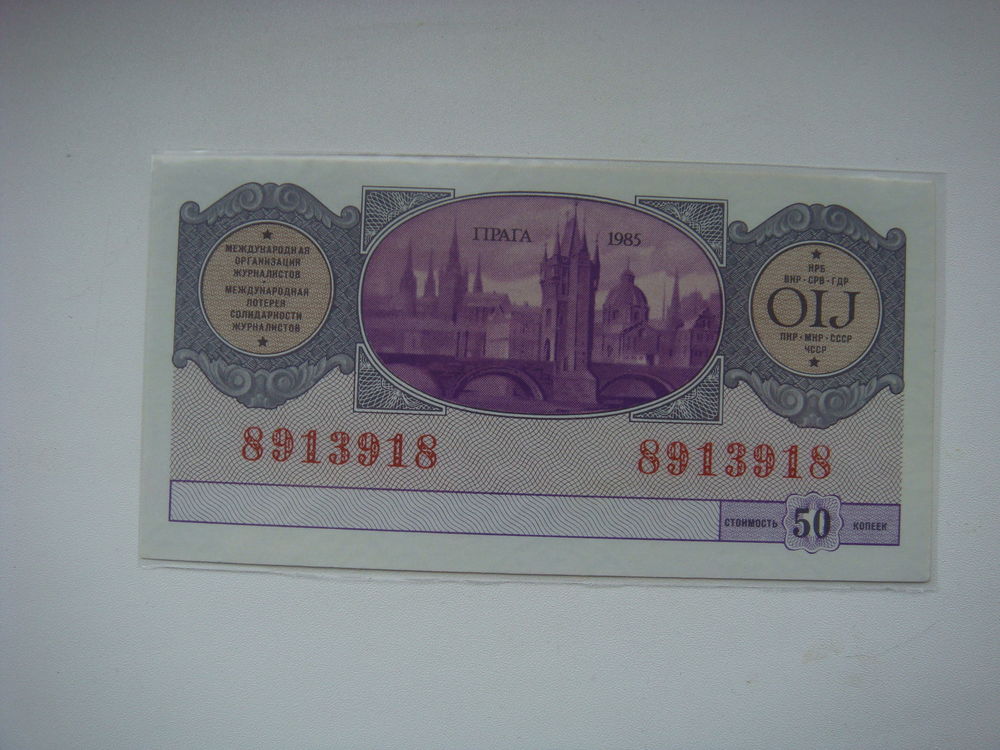 МЕЖДУНАРОДНАЯ
ОРГАНИЗАЦИЯ
ЖУРНАЛИСТОВ
МЕЖДУНАРОДНАЯ
ЛОТЕРЕЯ
СОЛИДАРНОСТИ
ЖУРНАЛИСТОВ
ПРАГА 1985
НРБ
ВНР·СРВ·ГДР
OIJ
ПНР·МНР·СССР
ЧССР
8913918 8913918
СТОИМОСТЬ 50 КОПЕЕК